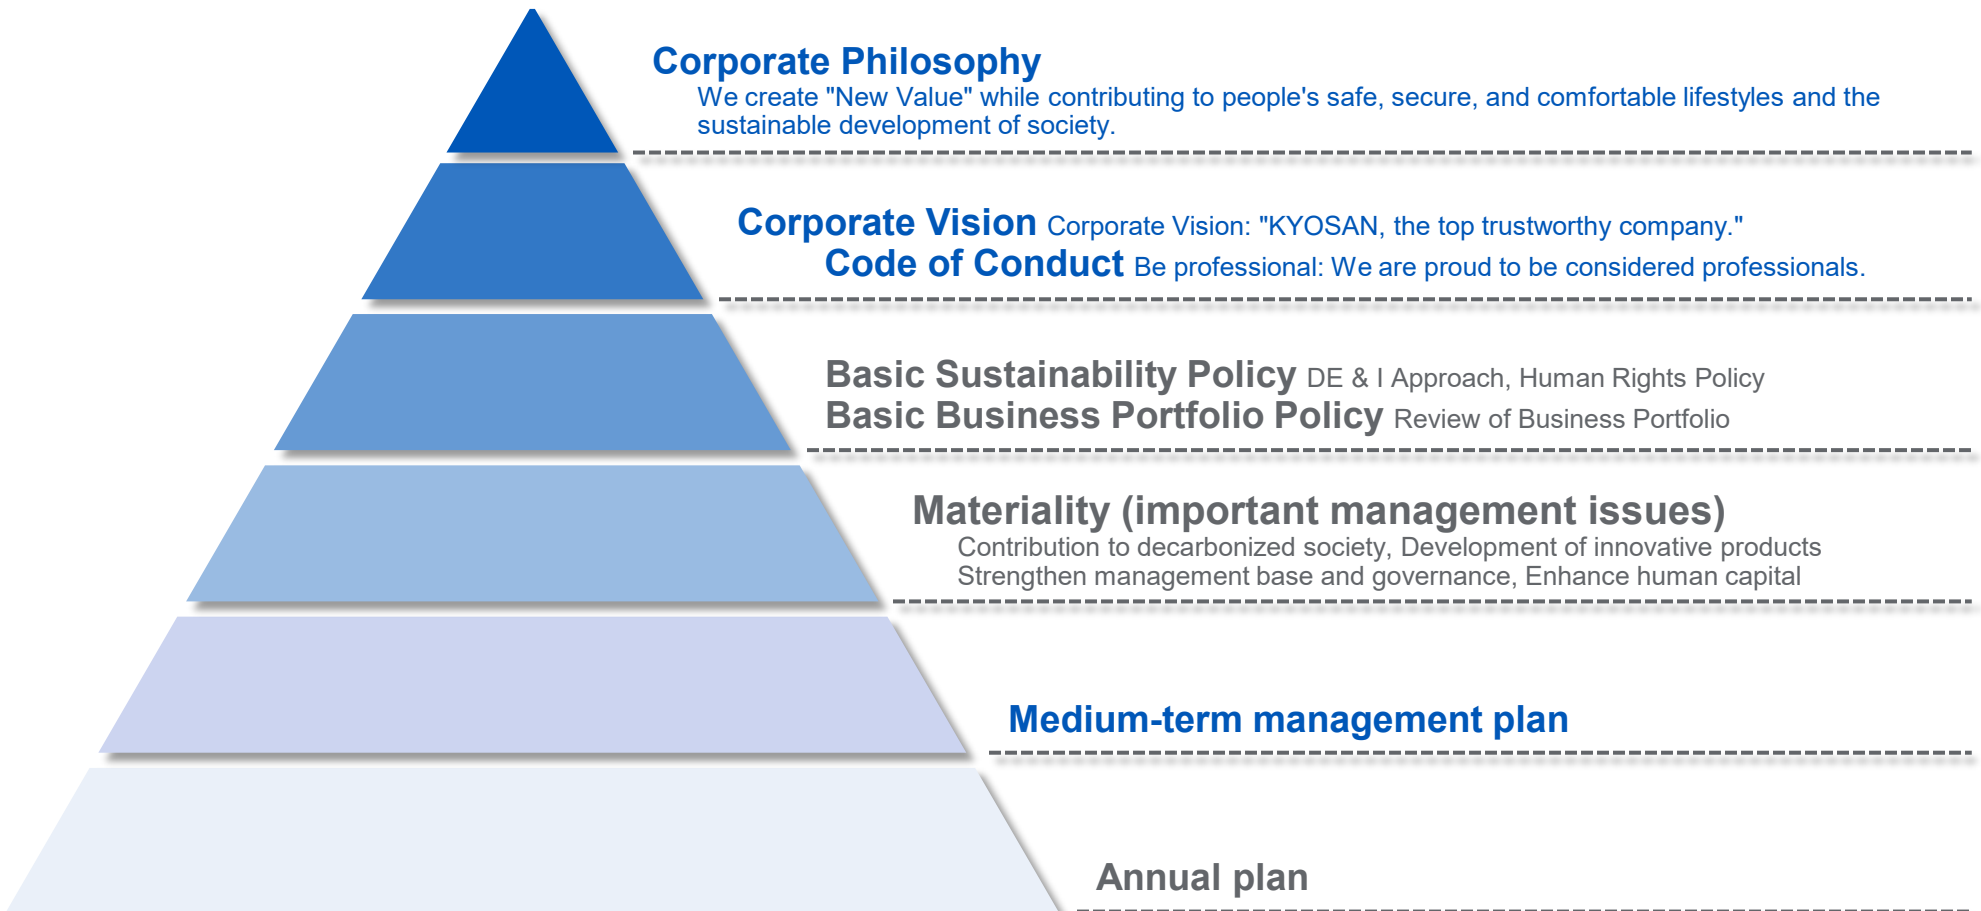 Corporate Philosophy
We create "New Value" while contributing to people's safe, secure, and comfortable lifestyles and the
sustainable development of society.
Corporate Vision Corporate Vision: "KYOSAN, the top trustworthy company."
Code of Conduct Be professional: We are proud to be considered professionals.
Basic Sustainability Policy DE & I Approach, Human Rights Policy
Basic Business Portfolio Policy Review of Business Portfolio
Materiality (important management issues)
Contribution to decarbonized society, Development of innovative products
Strengthen management base and governance, Enhance human capital
Medium-term management plan
Annual plan